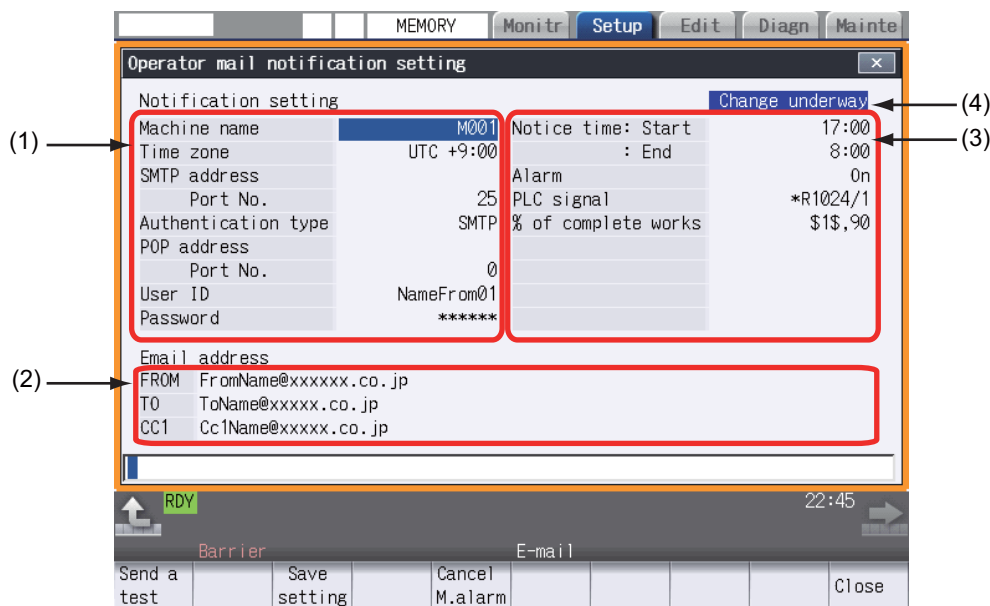 MEMORY Monitr Setup Edit Diagn Mainte
Operator mail notification setting ×
Notification setting Change underway (4)
(1) Machine name M001 Notice time: Start 17:00 (3)
Time zone UTC +9:00 : End 8:00
SMTP address Alarm On
Port No. 25 PLC signal *R1024/1
Authentication type SMTP % of complete works $1$,90
POP address
Port No. 0
User ID NameFrom01
Password ******
Email address
(2) FROM FromName@xxxxxx.co.jp
TO ToName@xxxxx.co.jp
CC1 Cc1Name@xxxxx.co.jp
RDY 22:45
Barrier E-mail
Send a Save Cancel Close
test setting M.alarm